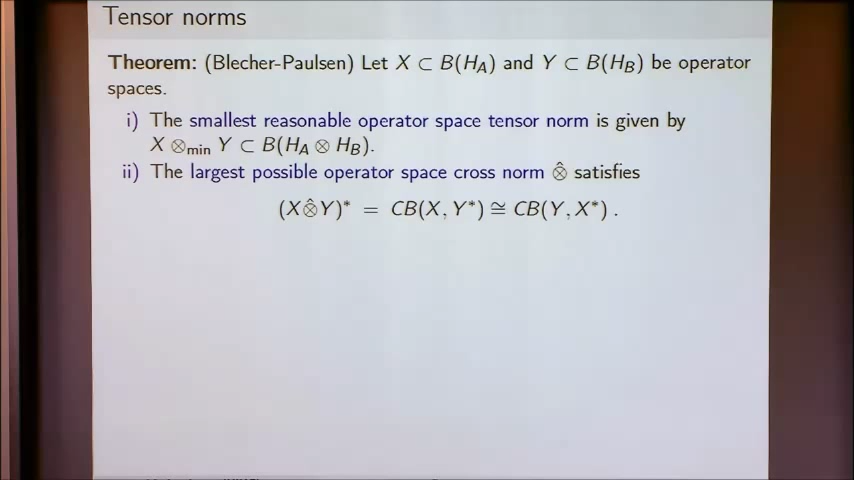 Tensor norms
Theorem: (Blecher-Paulsen) Let X ⊂ B(H_A) and Y ⊂ B(H_B) be operator
spaces.
i) The smallest reasonable operator space tensor norm is given by
X ⊗_min Y ⊂ B(H_A ⊗ H_B).
ii) The largest possible operator space cross norm ⊗̂ satisfies
(X⊗̂Y)* = CB(X, Y*) ≅ CB(Y, X*) .